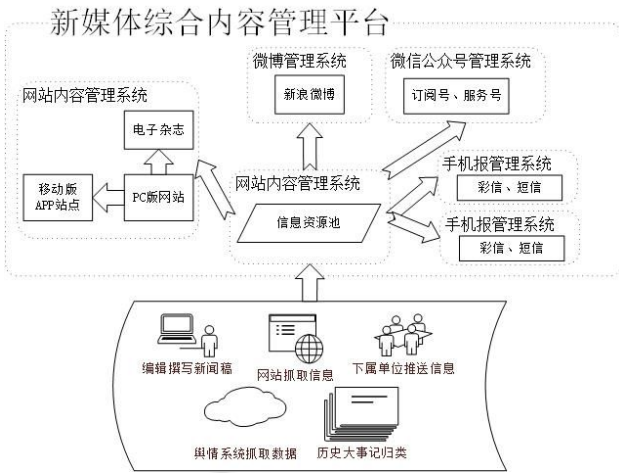 新媒体综合内容管理平台
微博管理系统
微信公众号管理系统
网站内容管理系统
新浪微博
订阅号、服务号
电子杂志
手机报管理系统
彩信、短信
网站内容管理系统
移动版
APP站点
PC版网站
信息资源池
手机报管理系统
彩信、短信
编辑撰写新闻稿
网站抓取信息
下属单位推送信息
舆情系统抓取数据
历史大事记归类